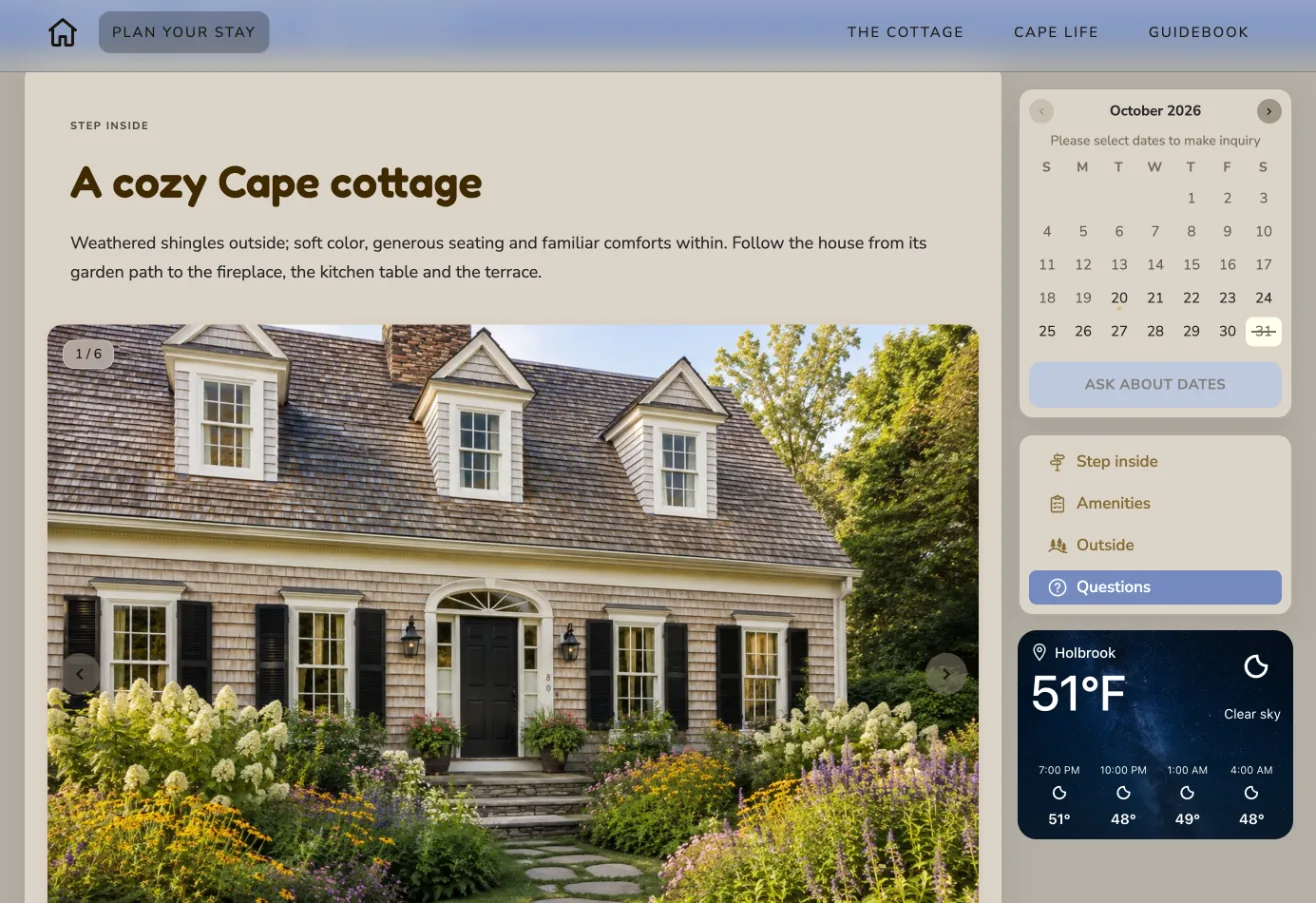 PLAN YOUR STAY
THE COTTAGE
CAPE LIFE
GUIDEBOOK
STEP INSIDE
A cozy Cape cottage
Weathered shingles outside; soft color, generous seating and familiar comforts within. Follow the house from its
garden path to the fireplace, the kitchen table and the terrace.
1 / 6
80
October 2026
Please select dates to make inquiry
S M T W T F S
1 2 3
4 5 6 7 8 9 10
11 12 13 14 15 16 17
18 19 20 21 22 23 24
25 26 27 28 29 30 31
ASK ABOUT DATES
Step inside
Amenities
Outside
Questions
Holbrook
51°F
Clear sky
7:00 PM 10:00 PM 1:00 AM 4:00 AM
51° 48° 49° 48°